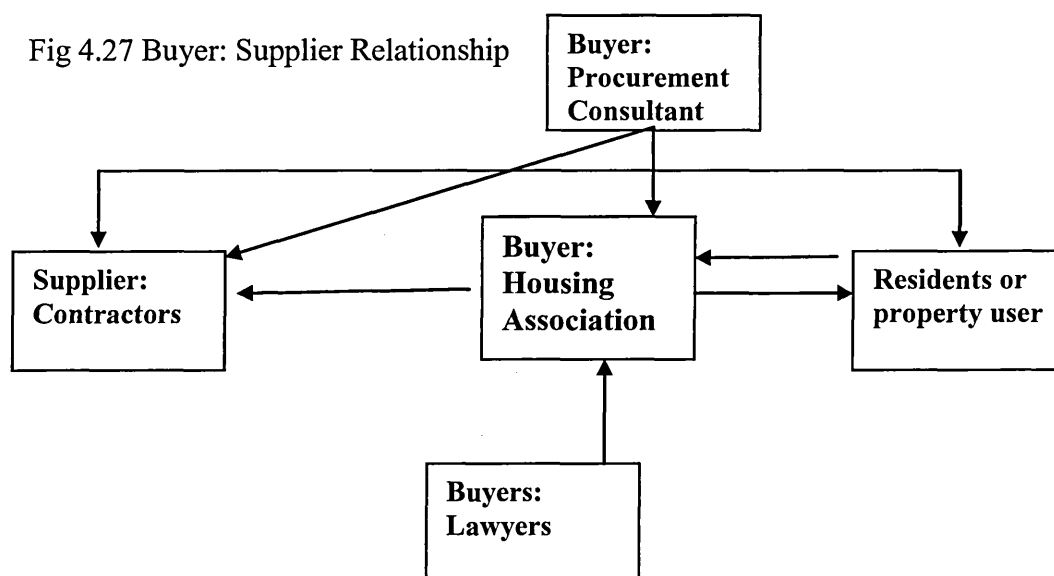 Fig 4.27 Buyer: Supplier Relationship
Buyer:
Procurement
Consultant
Supplier:
Contractors
Buyer:
Housing
Association
Residents or
property user
Buyers:
Lawyers